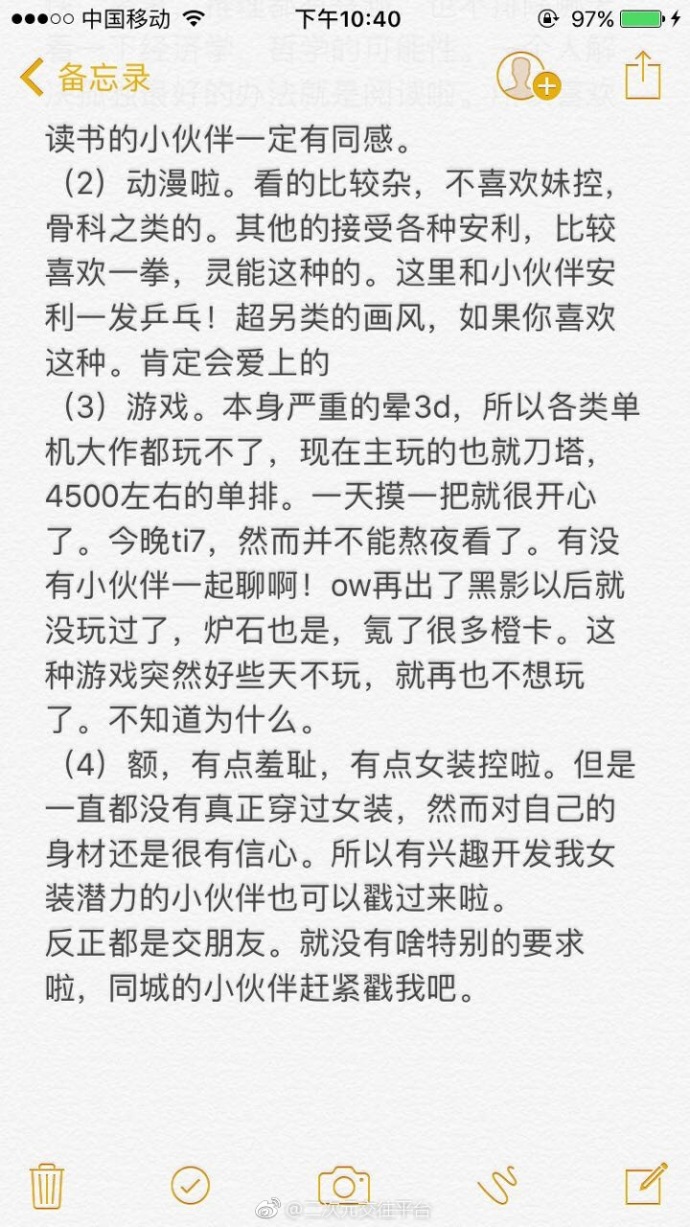 中国移动 下午10:40 97%
备忘录
读书的小伙伴一定有同感。
（2）动漫啦。看的比较杂，不喜欢妹控，
骨科之类的。其他的接受各种安利，比较
喜欢一拳，灵能这种的。这里和小伙伴安
利一发乒乓！超另类的画风，如果你喜欢
这种。肯定会爱上的
（3）游戏。本身严重的晕3d，所以各类单
机大作都玩不了，现在主玩的也就刀塔，
4500左右的单排。一天摸一把就很开心
了。今晚ti7，然而并不能熬夜看了。有没
有小伙伴一起聊啊！ow再出了黑影以后就
没玩过了，炉石也是，氪了很多橙卡。这
种游戏突然好些天不玩，就再也不想玩
了。不知道为什么。
（4）额，有点羞耻，有点女装控啦。但是
一直都没有真正穿过女装，然而对自己的
身材还是很有信心。所以有兴趣开发我女
装潜力的小伙伴也可以戳过来啦。
反正都是交朋友。就没有啥特别的要求
啦，同城的小伙伴赶紧戳我吧。
@二次元交往平台